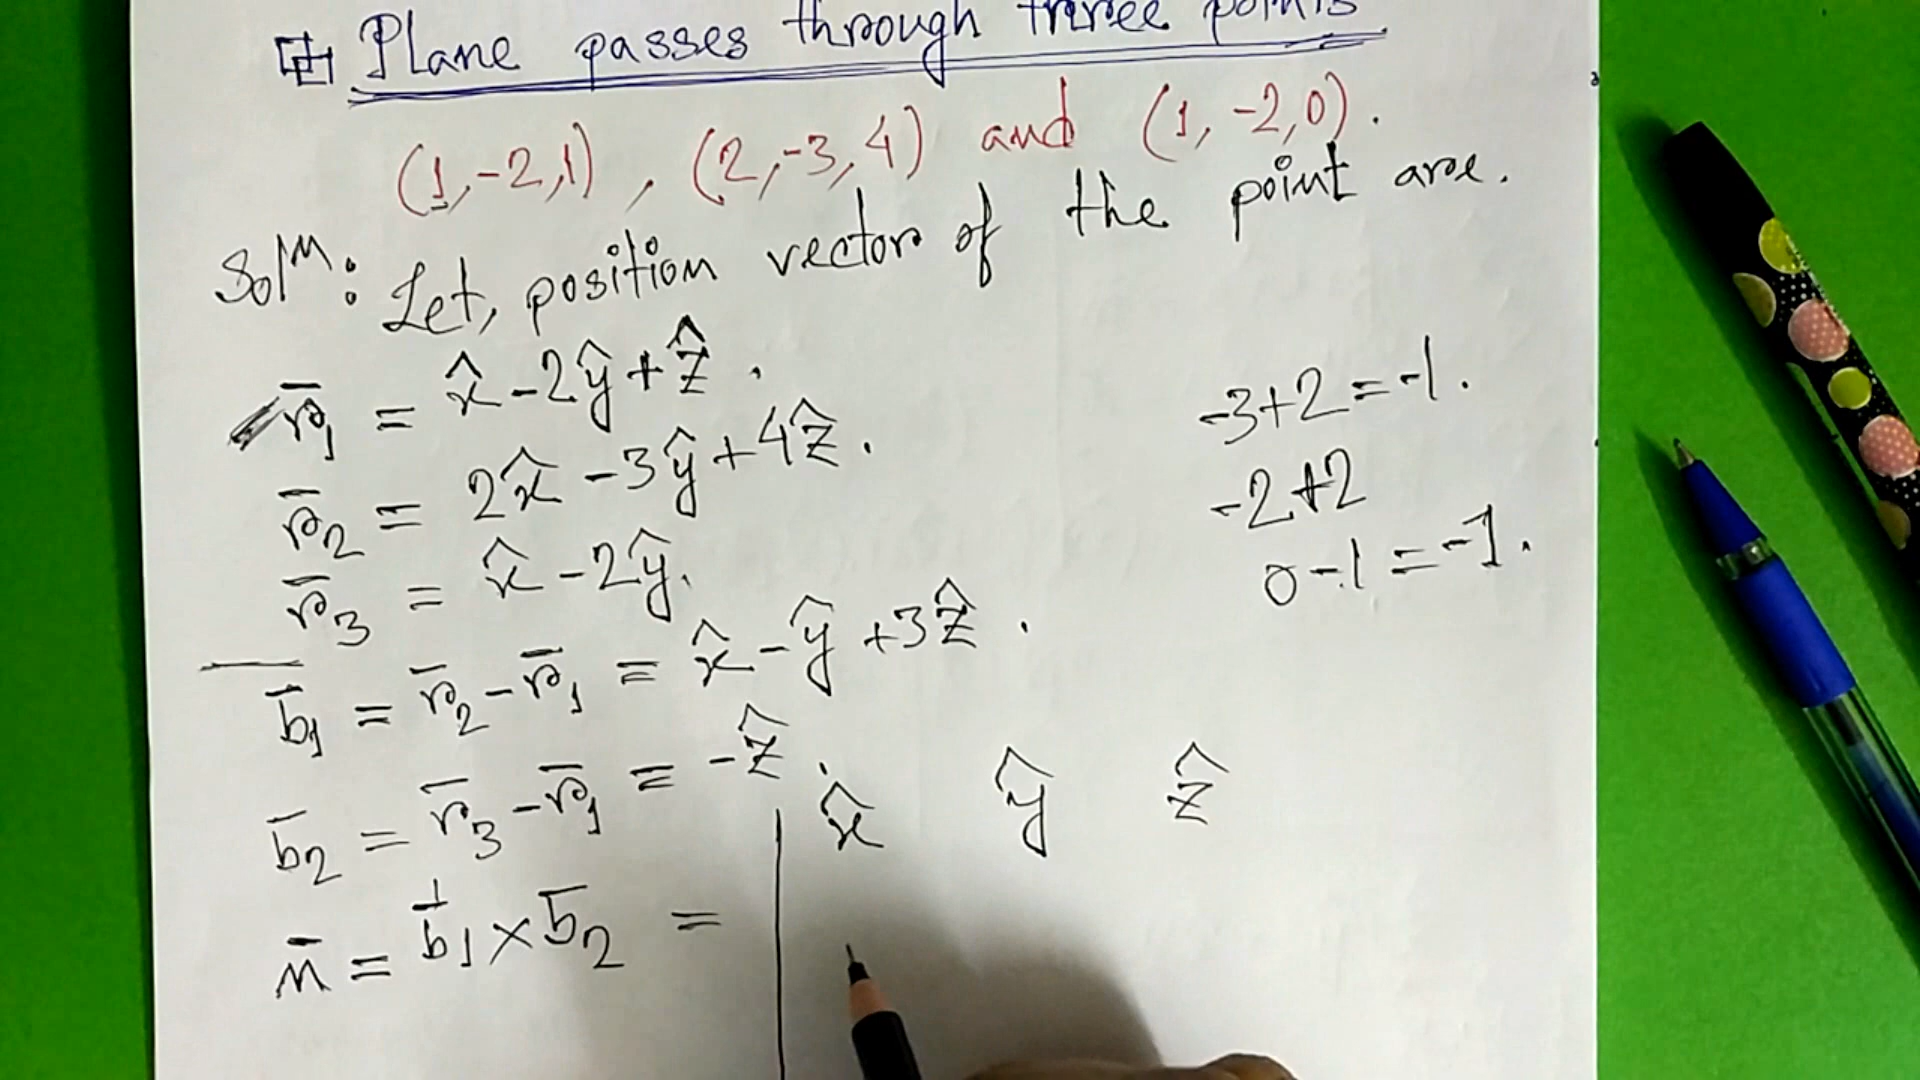 Plane passes through three points
(1,-2,1) , (2,-3,4) and (1, -2,0).
Solⁿ: Let, position vector of the point are.
r̄₁ = x̂ - 2ŷ + ẑ .
r̄₂ = 2x̂ - 3ŷ + 4ẑ .
r̄₃ = x̂ - 2ŷ.
b̄₁ = r̄₂ - r̄₁ = x̂ - ŷ + 3ẑ .
b̄₂ = r̄₃ - r̄₁ = -ẑ .
n̄ = b̄₁ × b̄₂ = | x̂ ŷ ẑ
-3+2 = -1.
-2+2
0-1 = -1.